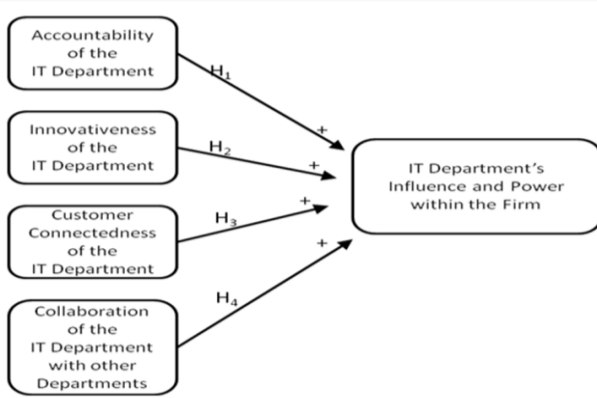 Accountability
of the
IT Department
H₁
+
Innovativeness
of the
IT Department
H₂
+
Customer
Connectedness
of the
IT Department
H₃
+
Collaboration
of the
IT Department
with other
Departments
H₄
+
IT Department's
Influence and Power
within the Firm